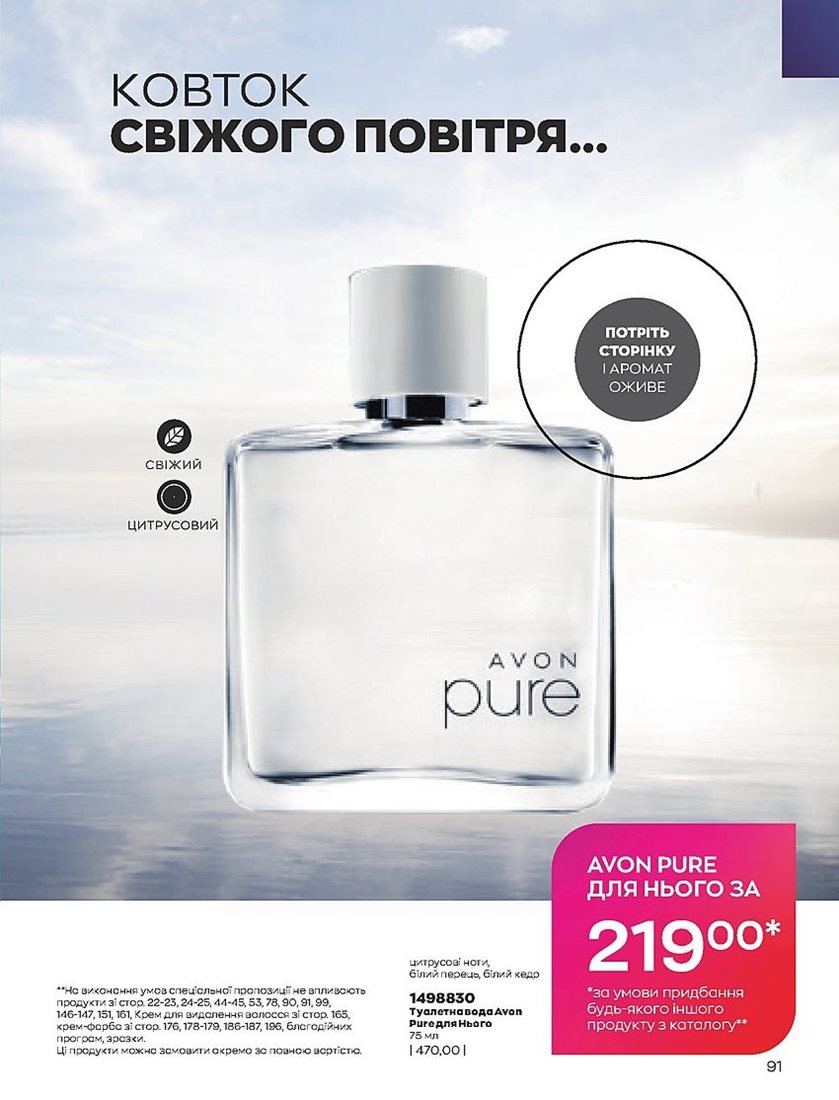 КОВТОК
СВІЖОГО ПОВІТРЯ...
ПОТРІТЬ
СТОРІНКУ
І АРОМАТ
ОЖИВЕ
СВІЖИЙ
ЦИТРУСОВИЙ
AVON
pure
AVON PURE
ДЛЯ НЬОГО ЗА
219⁰⁰*
*за умови придбання
будь-якого іншого
продукту з каталогу**
цитрусові ноти,
білий перець, білий кедр
1498830
Туалетна вода Avon
Pure для Нього
75 мл
| 470,00 |
**На виконання умов спеціальної пропозиції не впливають
продукти зі стор. 22-23, 24-25, 44-45, 53, 78, 90, 91, 99,
146-147, 151, 161, Крем для видалення волосся зі стор. 165,
крем-фарба зі стор. 176, 178-179, 186-187, 196, благодійних
програм, зразки.
Ці продукти можна замовити окремо за повною вартістю.
91